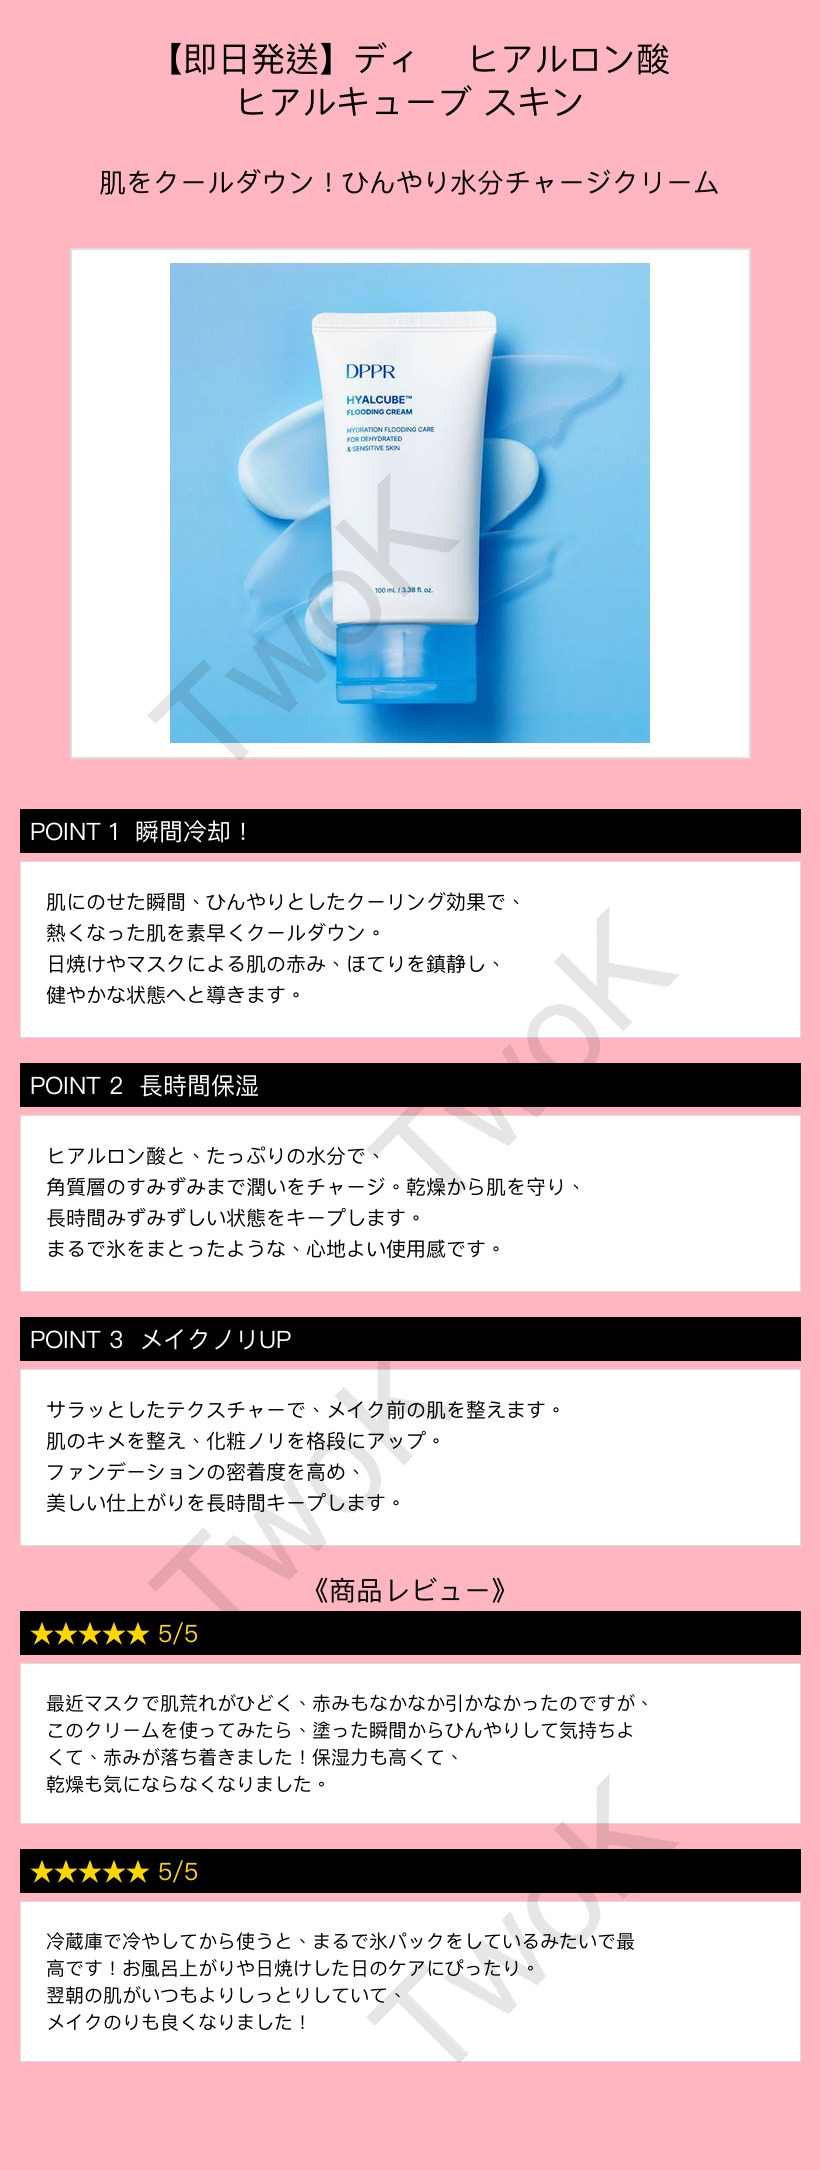 【即日発送】ディ　ヒアルロン酸
ヒアルキューブ スキン
肌をクールダウン！ひんやり水分チャージクリーム
DPPR
HYALCUBE™
FLOODING CREAM
HYDRATION FLOODING CARE
FOR DEHYDRATED
& SENSITIVE SKIN
100 mL / 3.38 fl. oz.
TwoK
POINT 1 瞬間冷却！
肌にのせた瞬間、ひんやりとしたクーリング効果で、
熱くなった肌を素早くクールダウン。
日焼けやマスクによる肌の赤み、ほてりを鎮静し、
健やかな状態へと導きます。
TwoK
POINT 2 長時間保湿
ヒアルロン酸と、たっぷりの水分で、
角質層のすみずみまで潤いをチャージ。乾燥から肌を守り、
長時間みずみずしい状態をキープします。
まるで氷をまとったような、心地よい使用感です。
POINT 3 メイクノリUP
サラッとしたテクスチャーで、メイク前の肌を整えます。
肌のキメを整え、化粧ノリを格段にアップ。
ファンデーションの密着度を高め、
美しい仕上がりを長時間キープします。
TwoK
《商品レビュー》
★★★★★ 5/5
最近マスクで肌荒れがひどく、赤みもなかなか引かなかったのですが、
このクリームを使ってみたら、塗った瞬間からひんやりして気持ちよ
くて、赤みが落ち着きました！保湿力も高くて、
乾燥も気にならなくなりました。
★★★★★ 5/5
冷蔵庫で冷やしてから使うと、まるで氷パックをしているみたいで最
高です！お風呂上がりや日焼けした日のケアにぴったり。
翌朝の肌がいつもよりしっとりしていて、
メイクのりも良くなりました！
TwoK